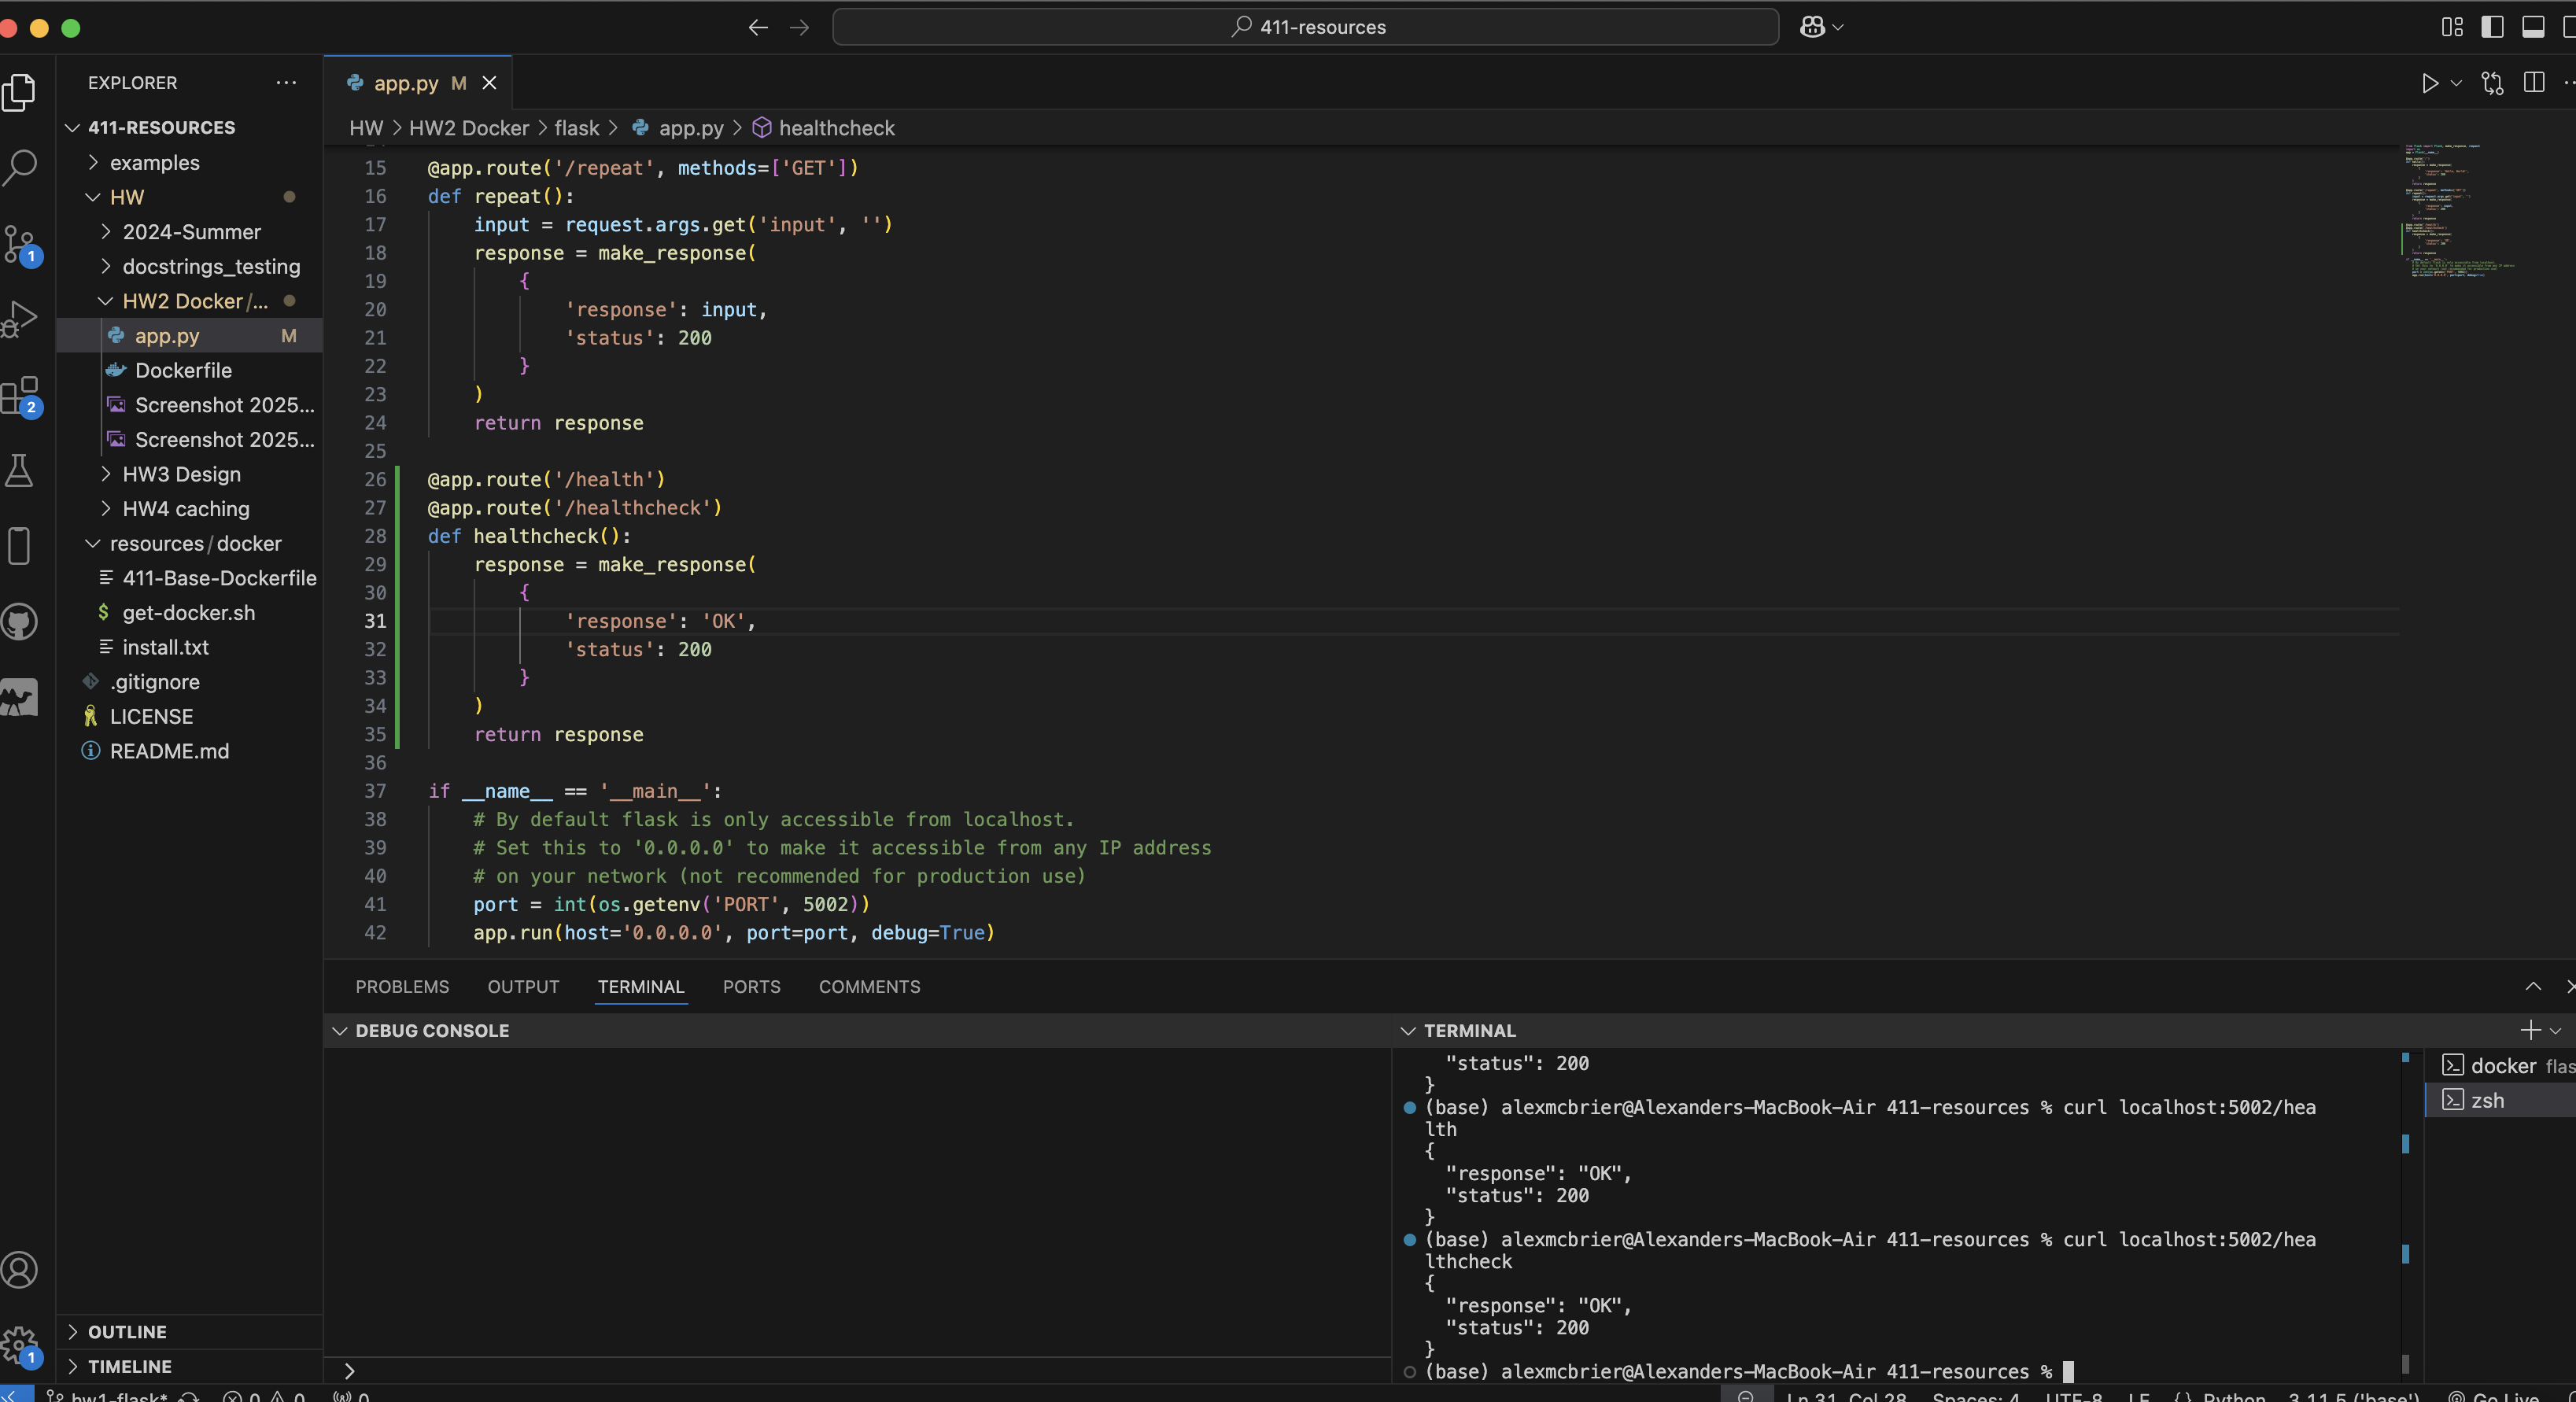 411-resources
EXPLORER
411-RESOURCES
examples
HW
2024-Summer
docstrings_testing
HW2 Docker/...
app.py M
Dockerfile
Screenshot 2025...
Screenshot 2025...
HW3 Design
HW4 caching
resources/docker
411-Base-Dockerfile
get-docker.sh
install.txt
.gitignore
LICENSE
README.md
OUTLINE
TIMELINE
1
2
1
app.py M
HW > HW2 Docker > flask > app.py > healthcheck
15 @app.route('/repeat', methods=['GET'])
16 def repeat():
17     input = request.args.get('input', '')
18     response = make_response(
19         {
20             'response': input,
21             'status': 200
22         }
23     )
24     return response
25
26 @app.route('/health')
27 @app.route('/healthcheck')
28 def healthcheck():
29     response = make_response(
30         {
31             'response': 'OK',
32             'status': 200
33         }
34     )
35     return response
36
37 if __name__ == '__main__':
38     # By default flask is only accessible from localhost.
39     # Set this to '0.0.0.0' to make it accessible from any IP address
40     # on your network (not recommended for production use)
41     port = int(os.getenv('PORT', 5002))
42     app.run(host='0.0.0.0', port=port, debug=True)
PROBLEMS OUTPUT TERMINAL PORTS COMMENTS
DEBUG CONSOLE
TERMINAL
  "status": 200
}
(base) alexmcbrier@Alexanders-MacBook-Air 411-resources % curl localhost:5002/hea
lth
{
  "response": "OK",
  "status": 200
}
(base) alexmcbrier@Alexanders-MacBook-Air 411-resources % curl localhost:5002/hea
lthcheck
{
  "response": "OK",
  "status": 200
}
(base) alexmcbrier@Alexanders-MacBook-Air 411-resources %
docker flas
zsh
hw1-flask* 0 0 0 Ln 31, Col 28 Spaces: 4 UTF-8 LF {} Python 3.11.5 ('base') Go Live